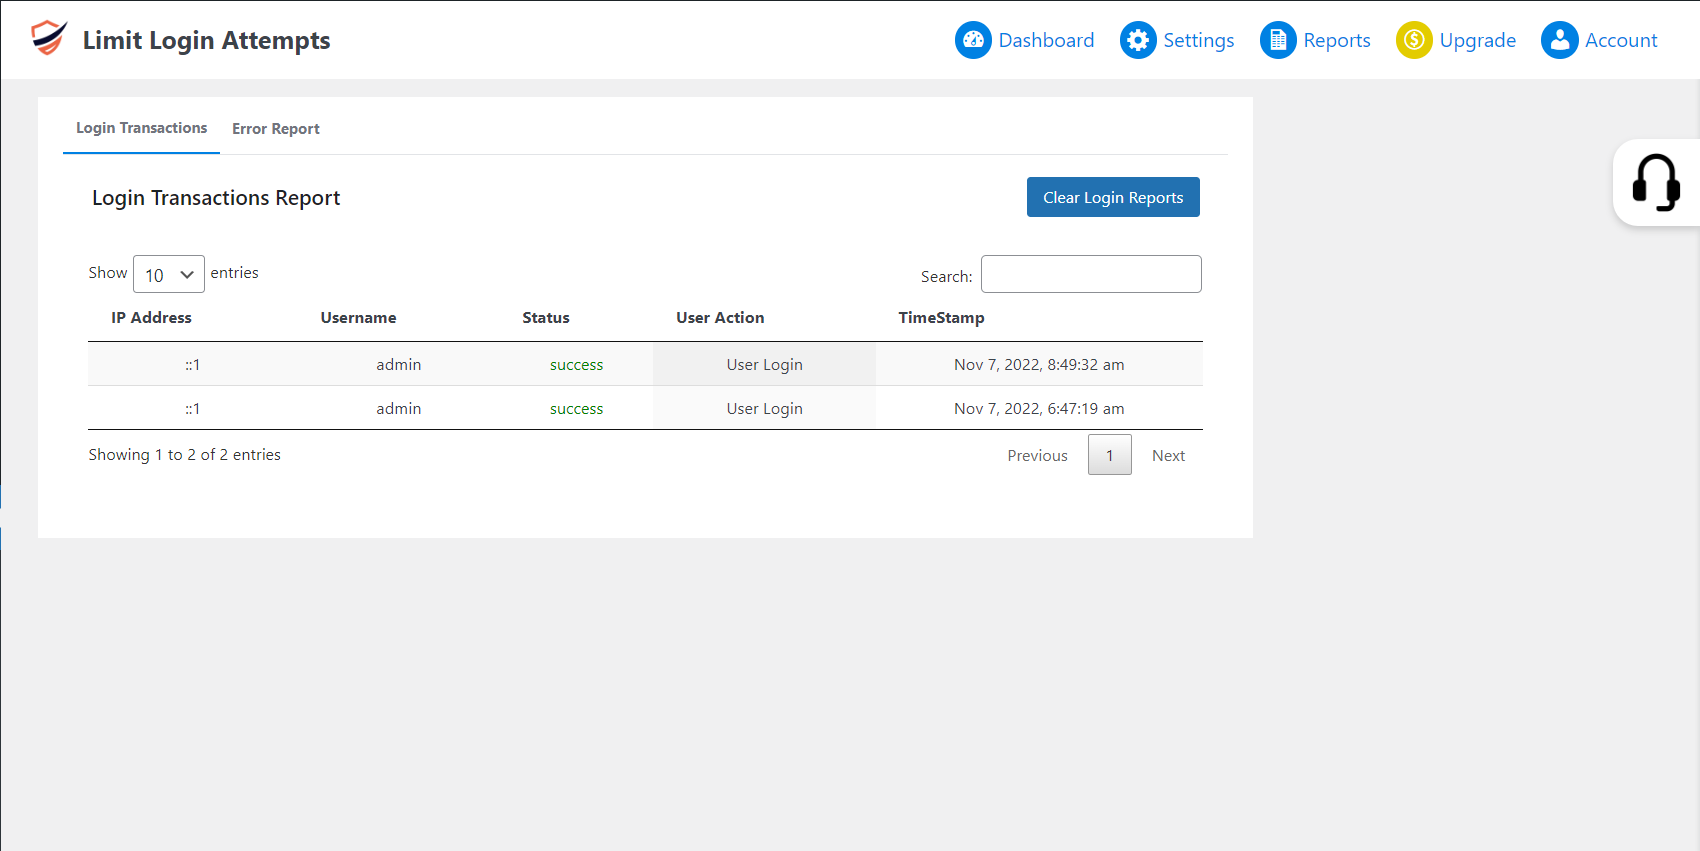 Limit Login Attempts
Dashboard Settings Reports Upgrade Account
Login Transactions Error Report
Login Transactions Report
Clear Login Reports
Show 10 entries
Search:
IP Address Username Status User Action TimeStamp
::1 admin success User Login Nov 7, 2022, 8:49:32 am
::1 admin success User Login Nov 7, 2022, 6:47:19 am
Showing 1 to 2 of 2 entries
Previous 1 Next